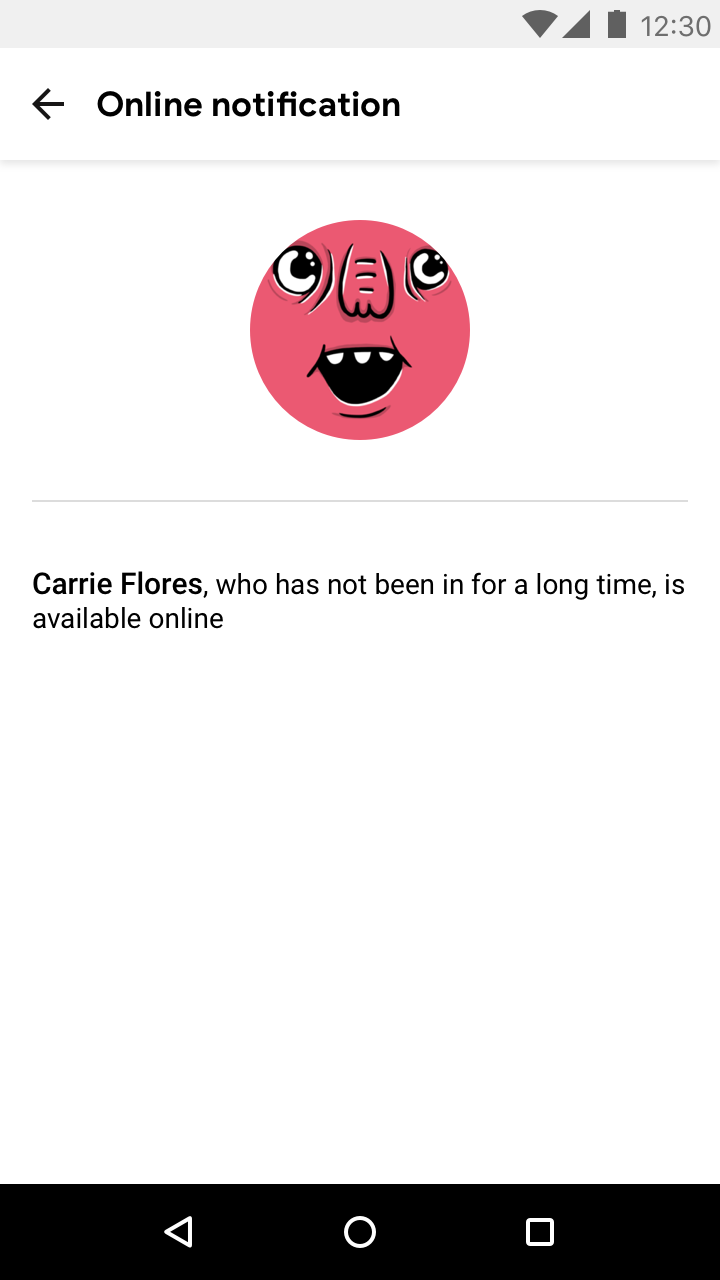 12:30
Online notification
Carrie Flores, who has not been in for a long time, is
available online